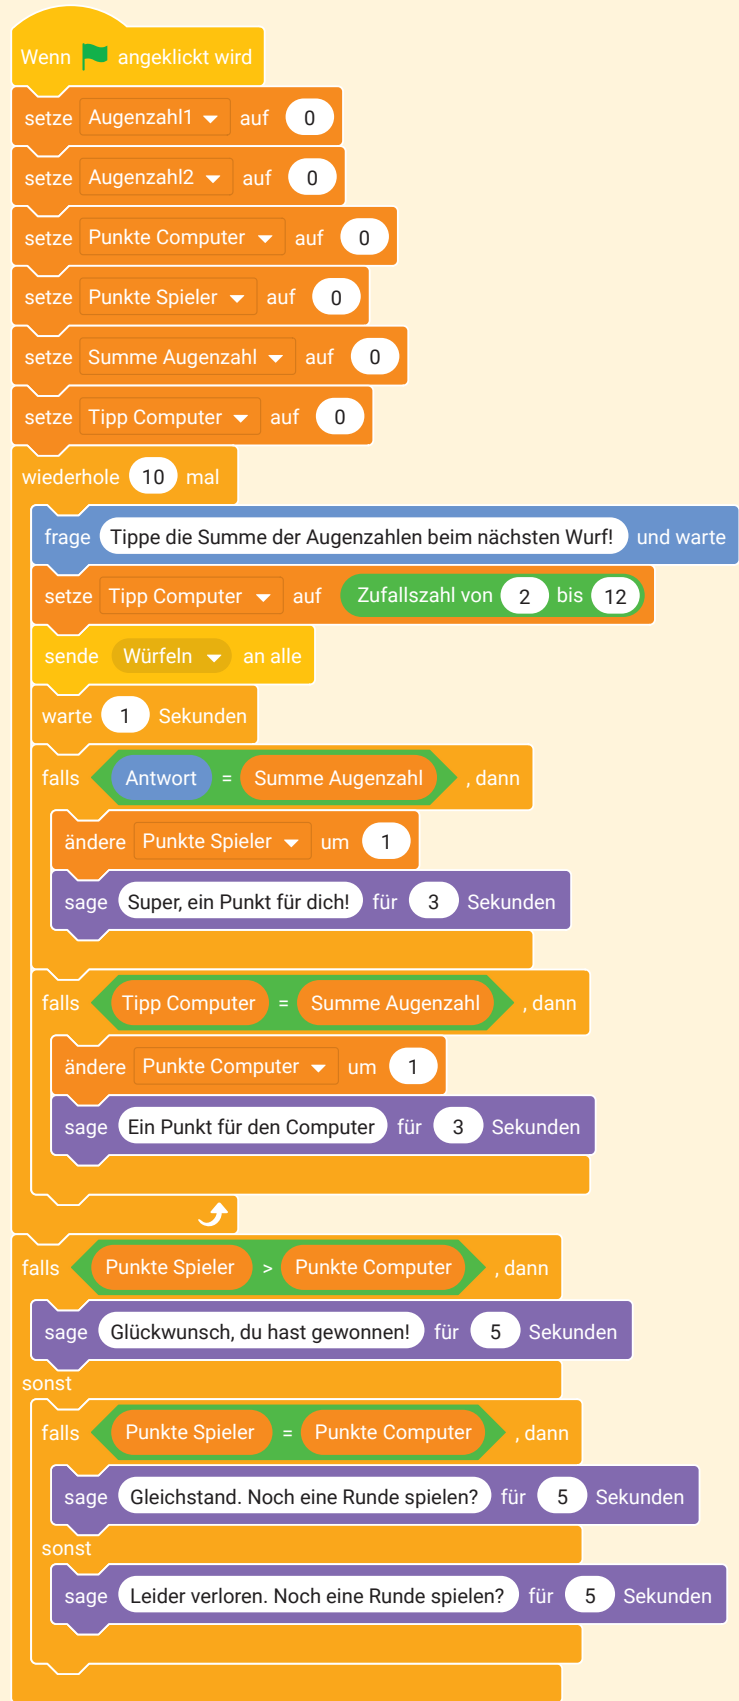 Wenn angeklickt wird
setze Augenzahl1 auf 0
setze Augenzahl2 auf 0
setze Punkte Computer auf 0
setze Punkte Spieler auf 0
setze Summe Augenzahl auf 0
setze Tipp Computer auf 0
wiederhole 10 mal
frage Tippe die Summe der Augenzahlen beim nächsten Wurf! und warte
setze Tipp Computer auf Zufallszahl von 2 bis 12
sende Würfeln an alle
warte 1 Sekunden
falls Antwort = Summe Augenzahl , dann
ändere Punkte Spieler um 1
sage Super, ein Punkt für dich! für 3 Sekunden
falls Tipp Computer = Summe Augenzahl , dann
ändere Punkte Computer um 1
sage Ein Punkt für den Computer für 3 Sekunden
falls Punkte Spieler > Punkte Computer , dann
sage Glückwunsch, du hast gewonnen! für 5 Sekunden
sonst
falls Punkte Spieler = Punkte Computer , dann
sage Gleichstand. Noch eine Runde spielen? für 5 Sekunden
sonst
sage Leider verloren. Noch eine Runde spielen? für 5 Sekunden